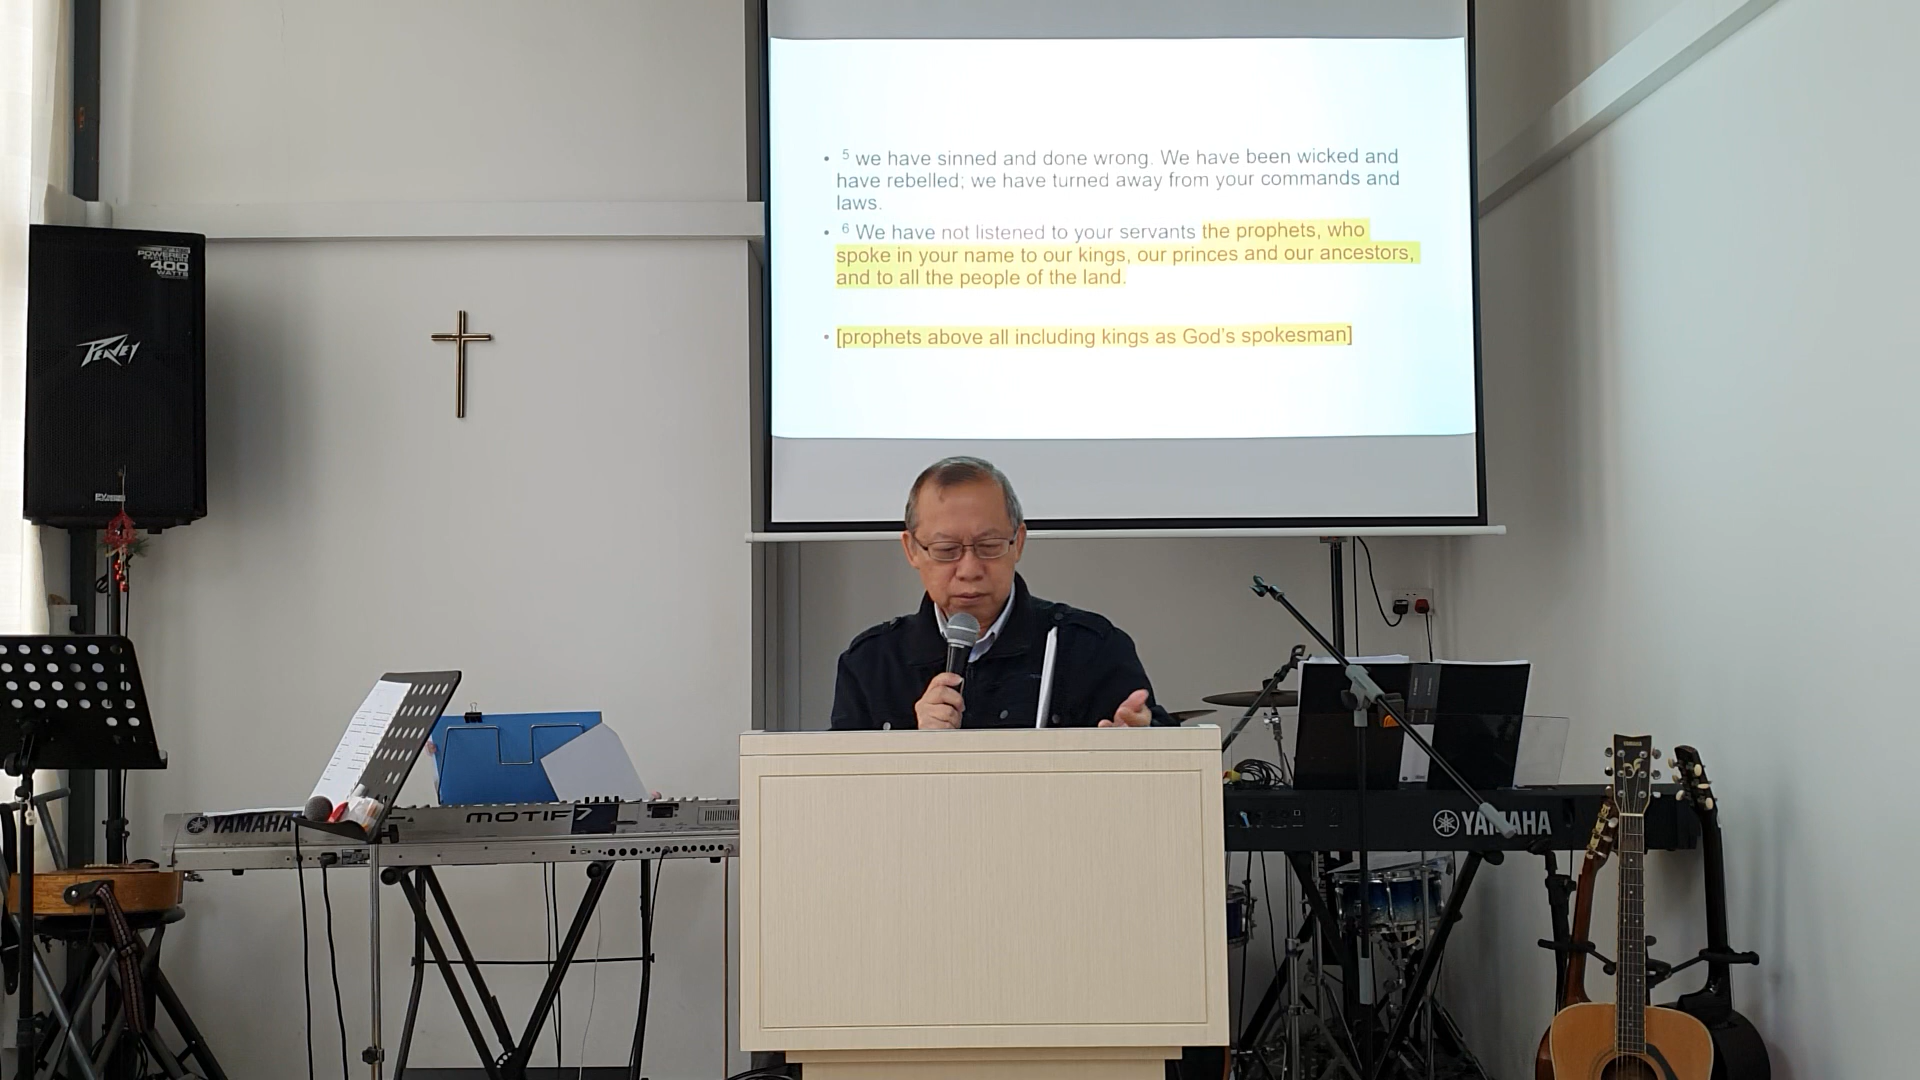 • 5 we have sinned and done wrong. We have been wicked and
have rebelled; we have turned away from your commands and
laws.
• 6 We have not listened to your servants the prophets, who
spoke in your name to our kings, our princes and our ancestors,
and to all the people of the land.
• [prophets above all including kings as God's spokesman]
POWERED
400
WATTS
PEAVEY
YAMAHA
MOTIF7
YAMAHA